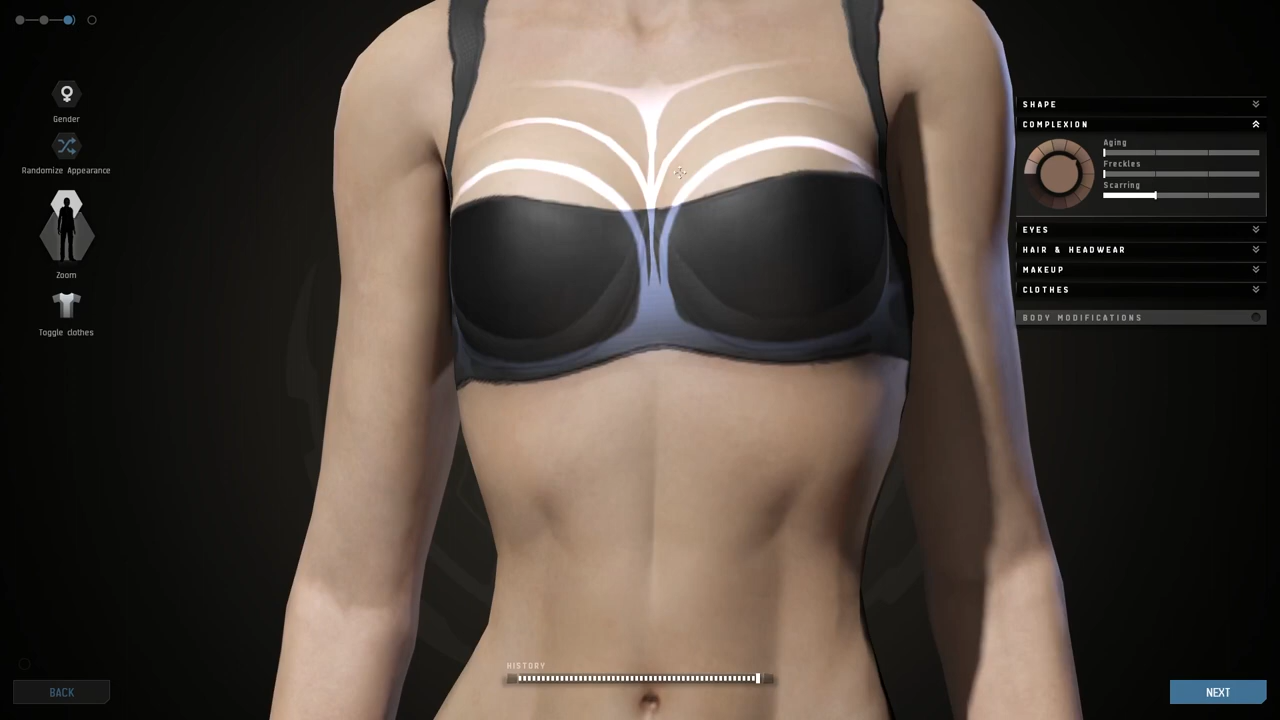 Gender
Randomize Appearance
Zoom
Toggle clothes
SHAPE
COMPLEXION
Aging
Freckles
Scarring
EYES
HAIR & HEADWEAR
MAKEUP
CLOTHES
BODY MODIFICATIONS
HISTORY
BACK
NEXT